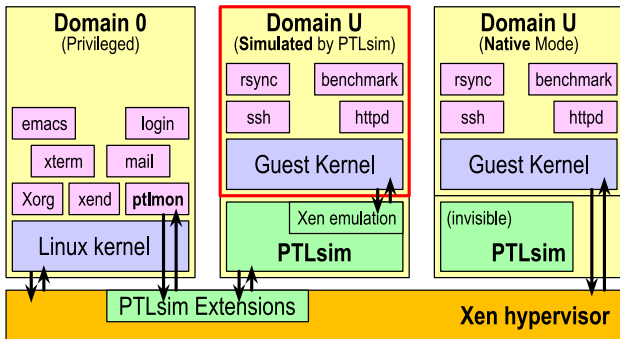 Domain 0
(Privileged)
emacs
login
xterm
mail
Xorg
xend
ptlmon
Linux kernel
Domain U
(Simulated by PTLsim)
rsync
benchmark
ssh
httpd
Guest Kernel
Xen emulation
PTLsim
Domain U
(Native Mode)
rsync
benchmark
ssh
httpd
Guest Kernel
(invisible)
PTLsim
PTLsim Extensions
Xen hypervisor